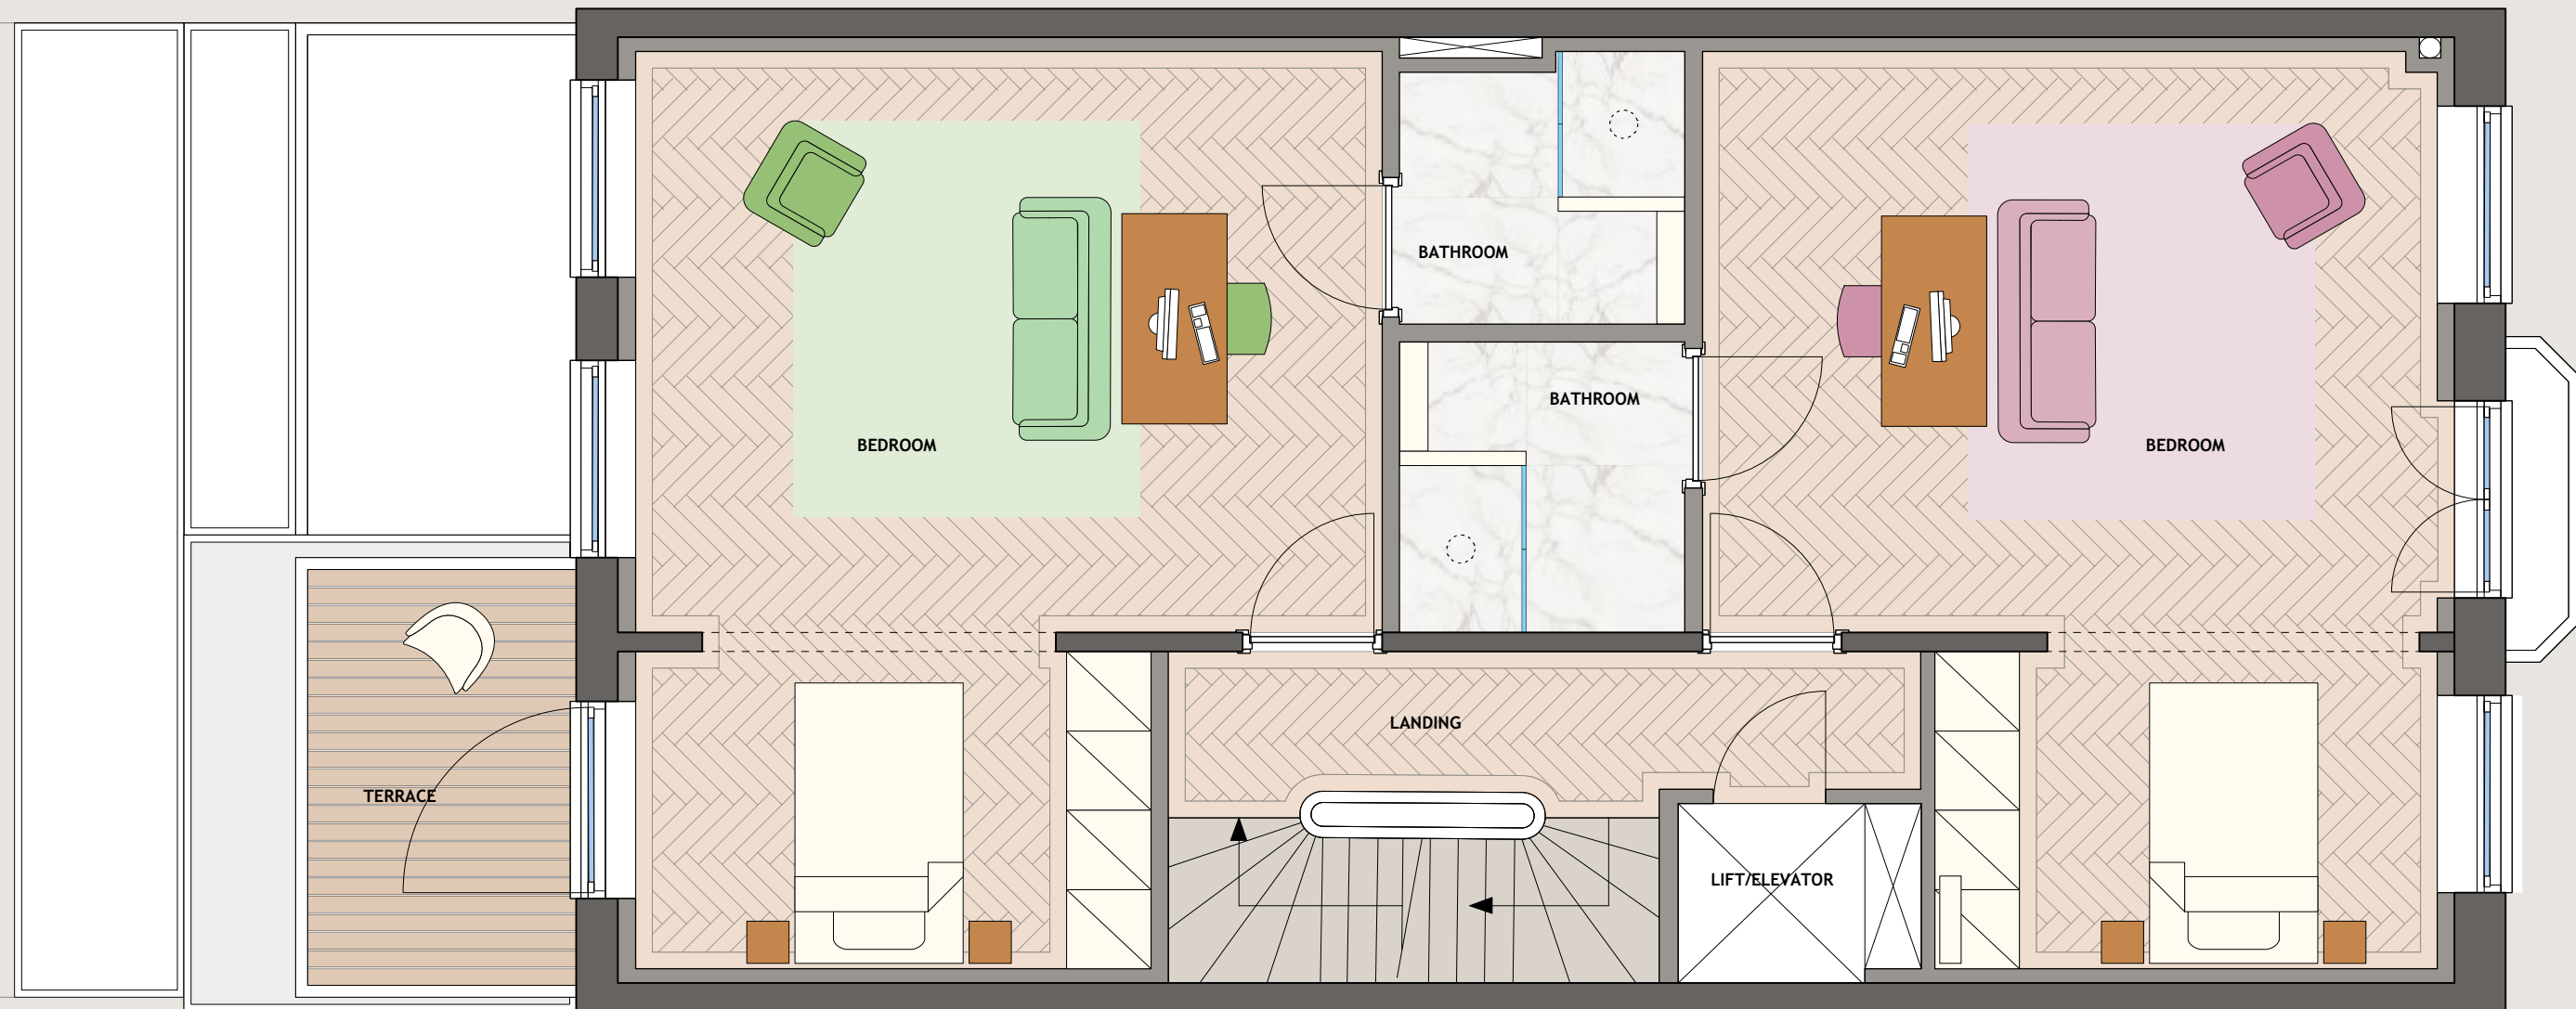 BATHROOM
BATHROOM
BEDROOM
BEDROOM
LANDING
TERRACE
LIFT/ELEVATOR